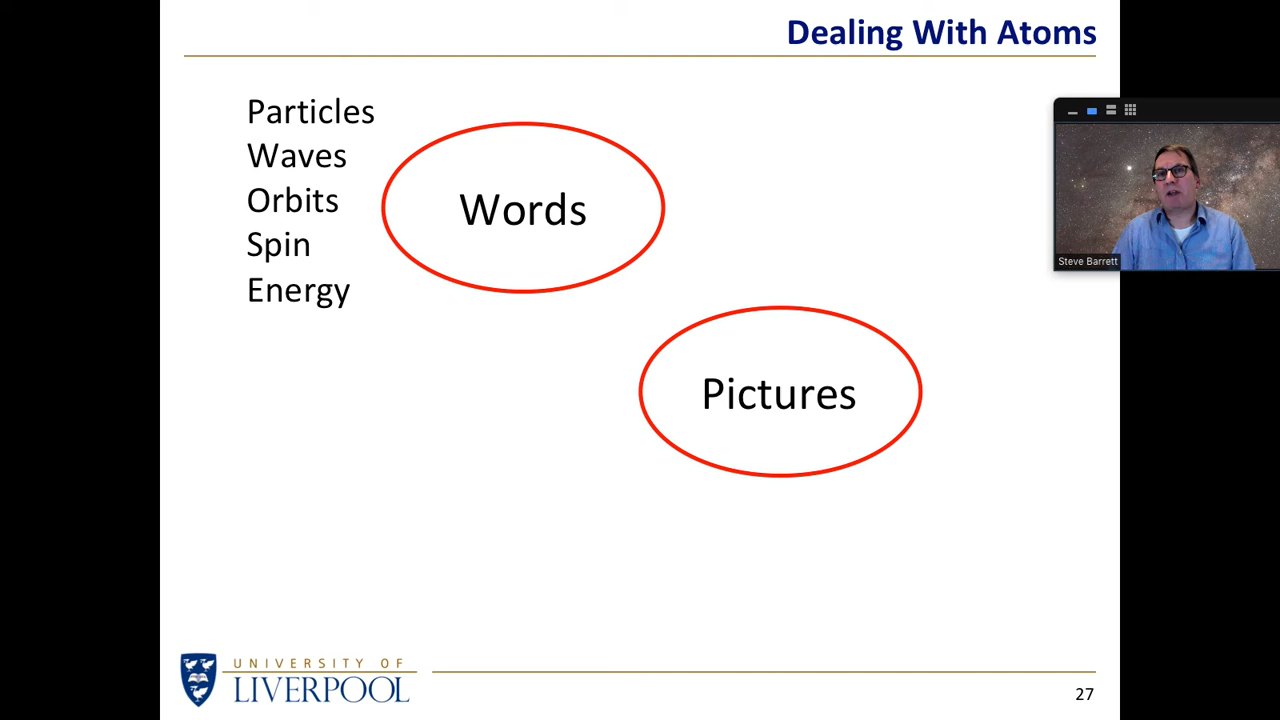 Dealing With Atoms
Particles
Waves
Orbits
Spin
Energy
Words
Pictures
Steve Barrett
UNIVERSITY OF
LIVERPOOL
27